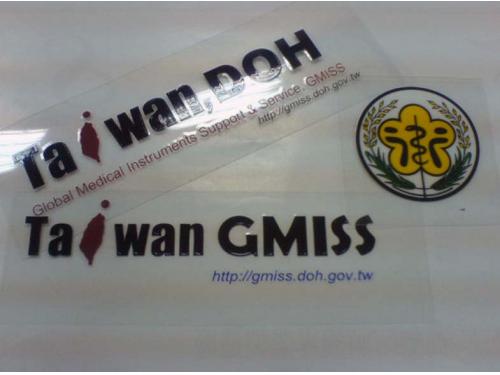 Taiwan, DOH
Global Medical Instruments Support & Service, GMISS
http://gmiss.doh.gov.tw
Taiwan GMISS
http://gmiss.doh.gov.tw